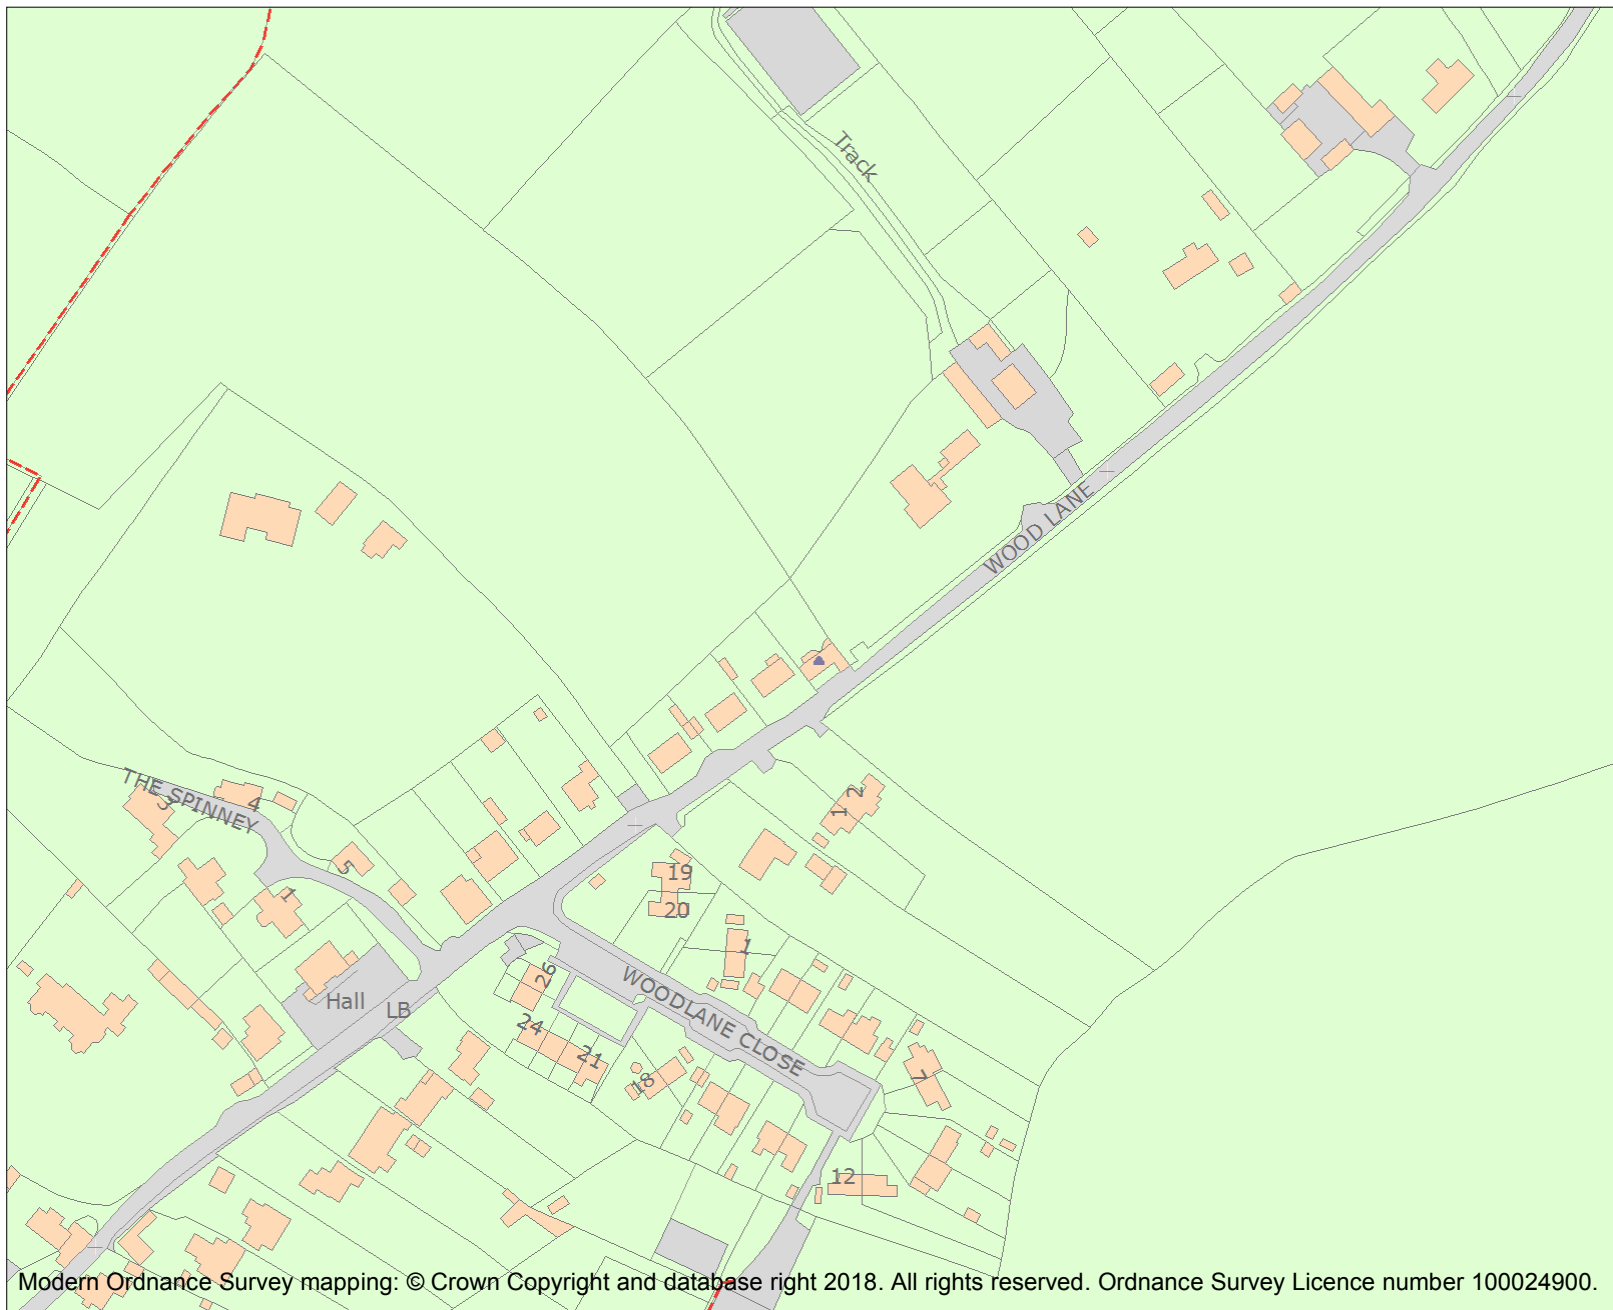 Track
WOOD LANE
THE SPINNEY
3
4
5
1
2
1
19
20
1
26
WOODLANE CLOSE
Hall
LB
24
21
18
7
12
Modern Ordnance Survey mapping: © Crown Copyright and database right 2018. All rights reserved. Ordnance Survey Licence number 100024900.